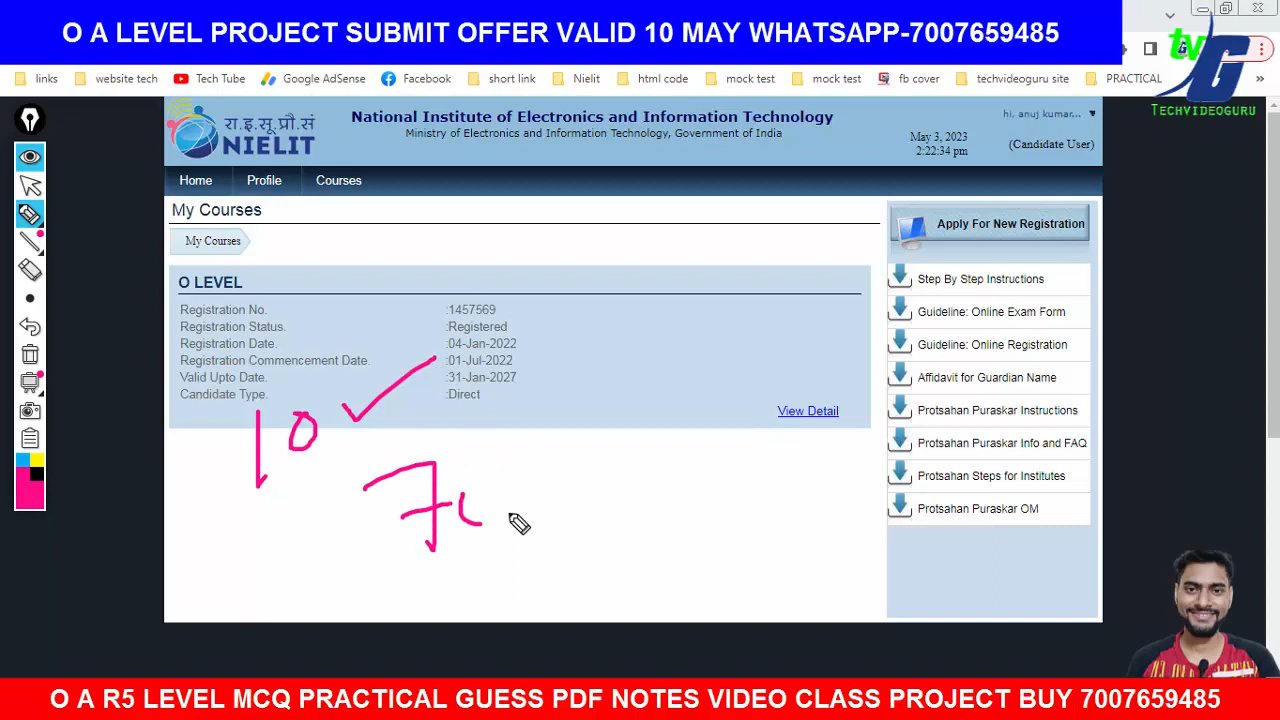 O A LEVEL PROJECT SUBMIT OFFER VALID 10 MAY WHATSAPP-7007659485
links website tech Tech Tube Google AdSense Facebook short link Nielit html code mock test mock test fb cover techvideoguru site PRACTICAL »
tv G
TECHVIDEOGURU
रा.इ.सू.प्रौ.सं
NIELIT
National Institute of Electronics and Information Technology
Ministry of Electronics and Information Technology, Government of India
hi, anuj kumar...
May 3, 2023
2:22:34 pm
(Candidate User)
Home Profile Courses
My Courses
My Courses
O LEVEL
Registration No. :1457569
Registration Status. :Registered
Registration Date. :04-Jan-2022
Registration Commencement Date. :01-Jul-2022
Valid Upto Date. :31-Jan-2027
Candidate Type. :Direct
View Detail
10
Apply For New Registration
Step By Step Instructions
Guideline: Online Exam Form
Guideline: Online Registration
Affidavit for Guardian Name
Protsahan Puraskar Instructions
Protsahan Puraskar Info and FAQ
Protsahan Steps for Institutes
Protsahan Puraskar OM
O A R5 LEVEL MCQ PRACTICAL GUESS PDF NOTES VIDEO CLASS PROJECT BUY 7007659485